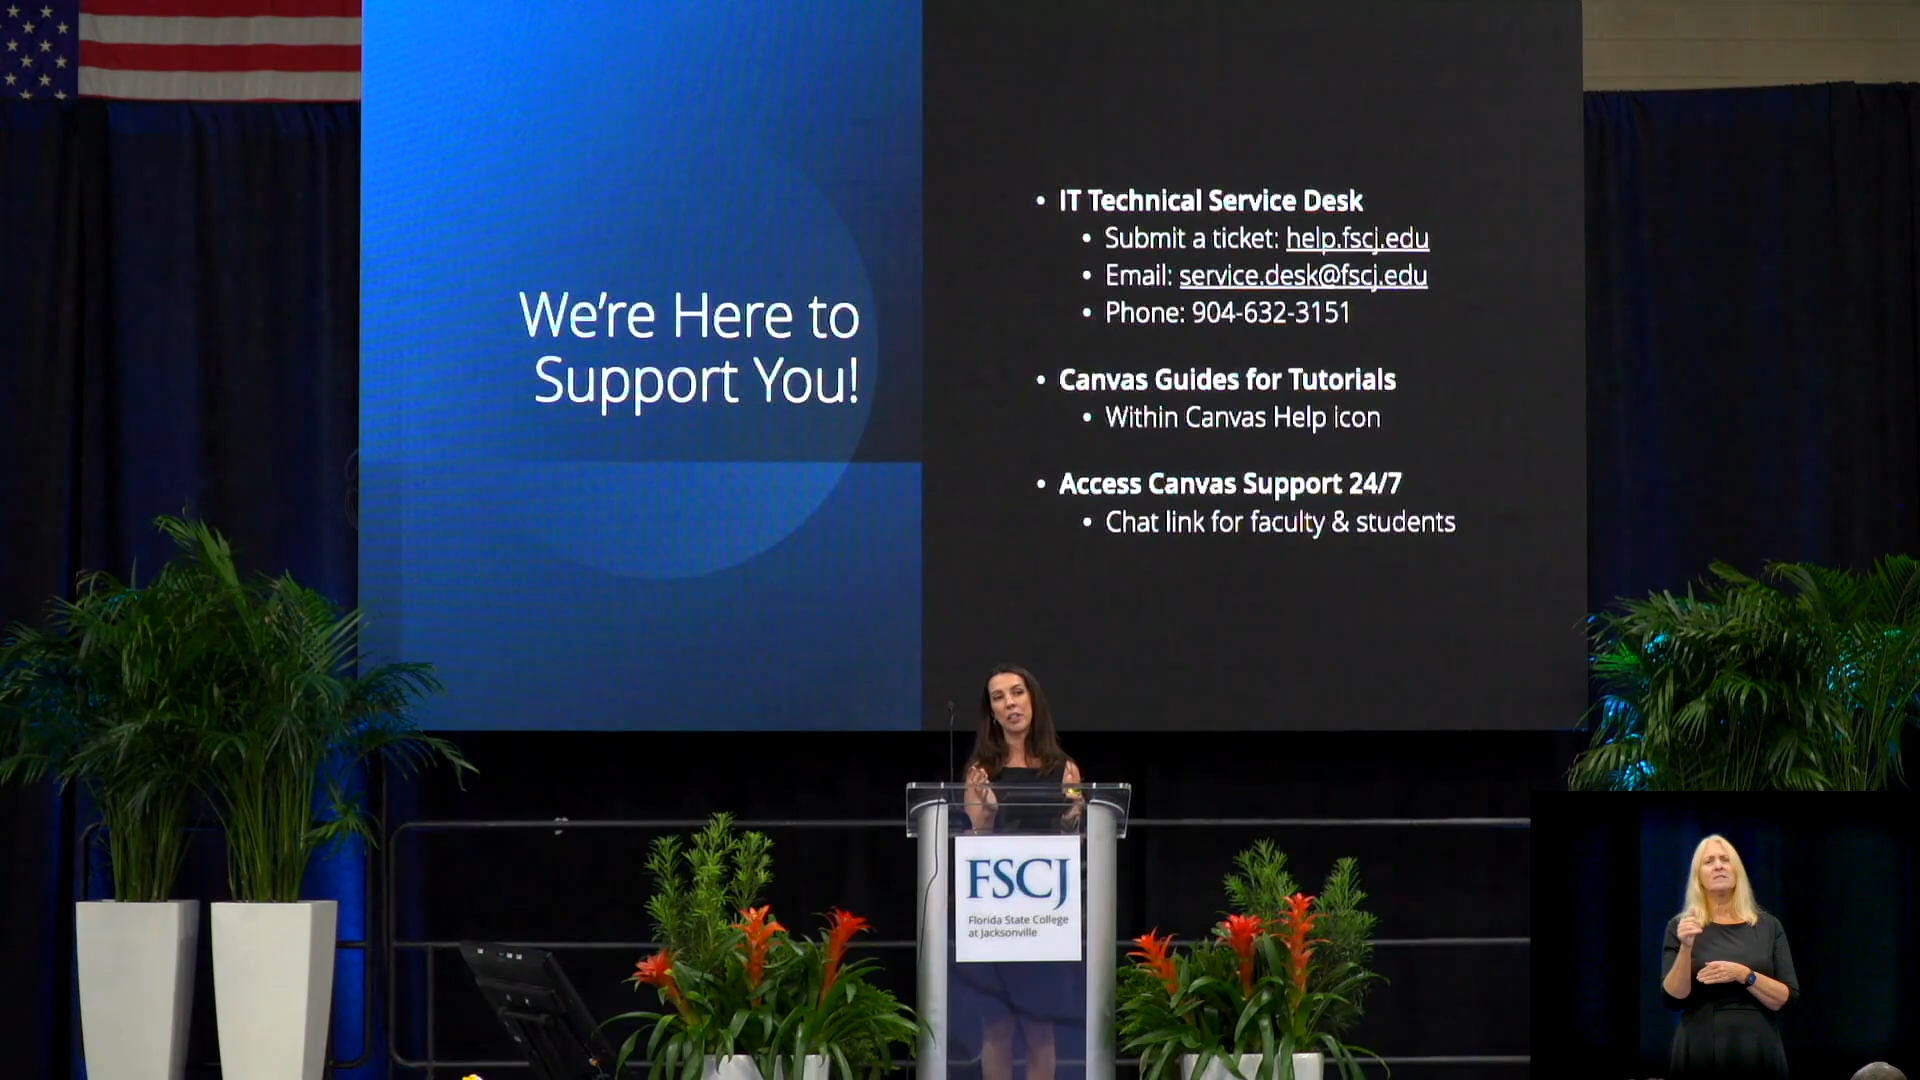 We're Here to
Support You!
• IT Technical Service Desk
• Submit a ticket: help.fscj.edu
• Email: service.desk@fscj.edu
• Phone: 904-632-3151
• Canvas Guides for Tutorials
• Within Canvas Help icon
• Access Canvas Support 24/7
• Chat link for faculty & students
FSCJ
Florida State College
at Jacksonville